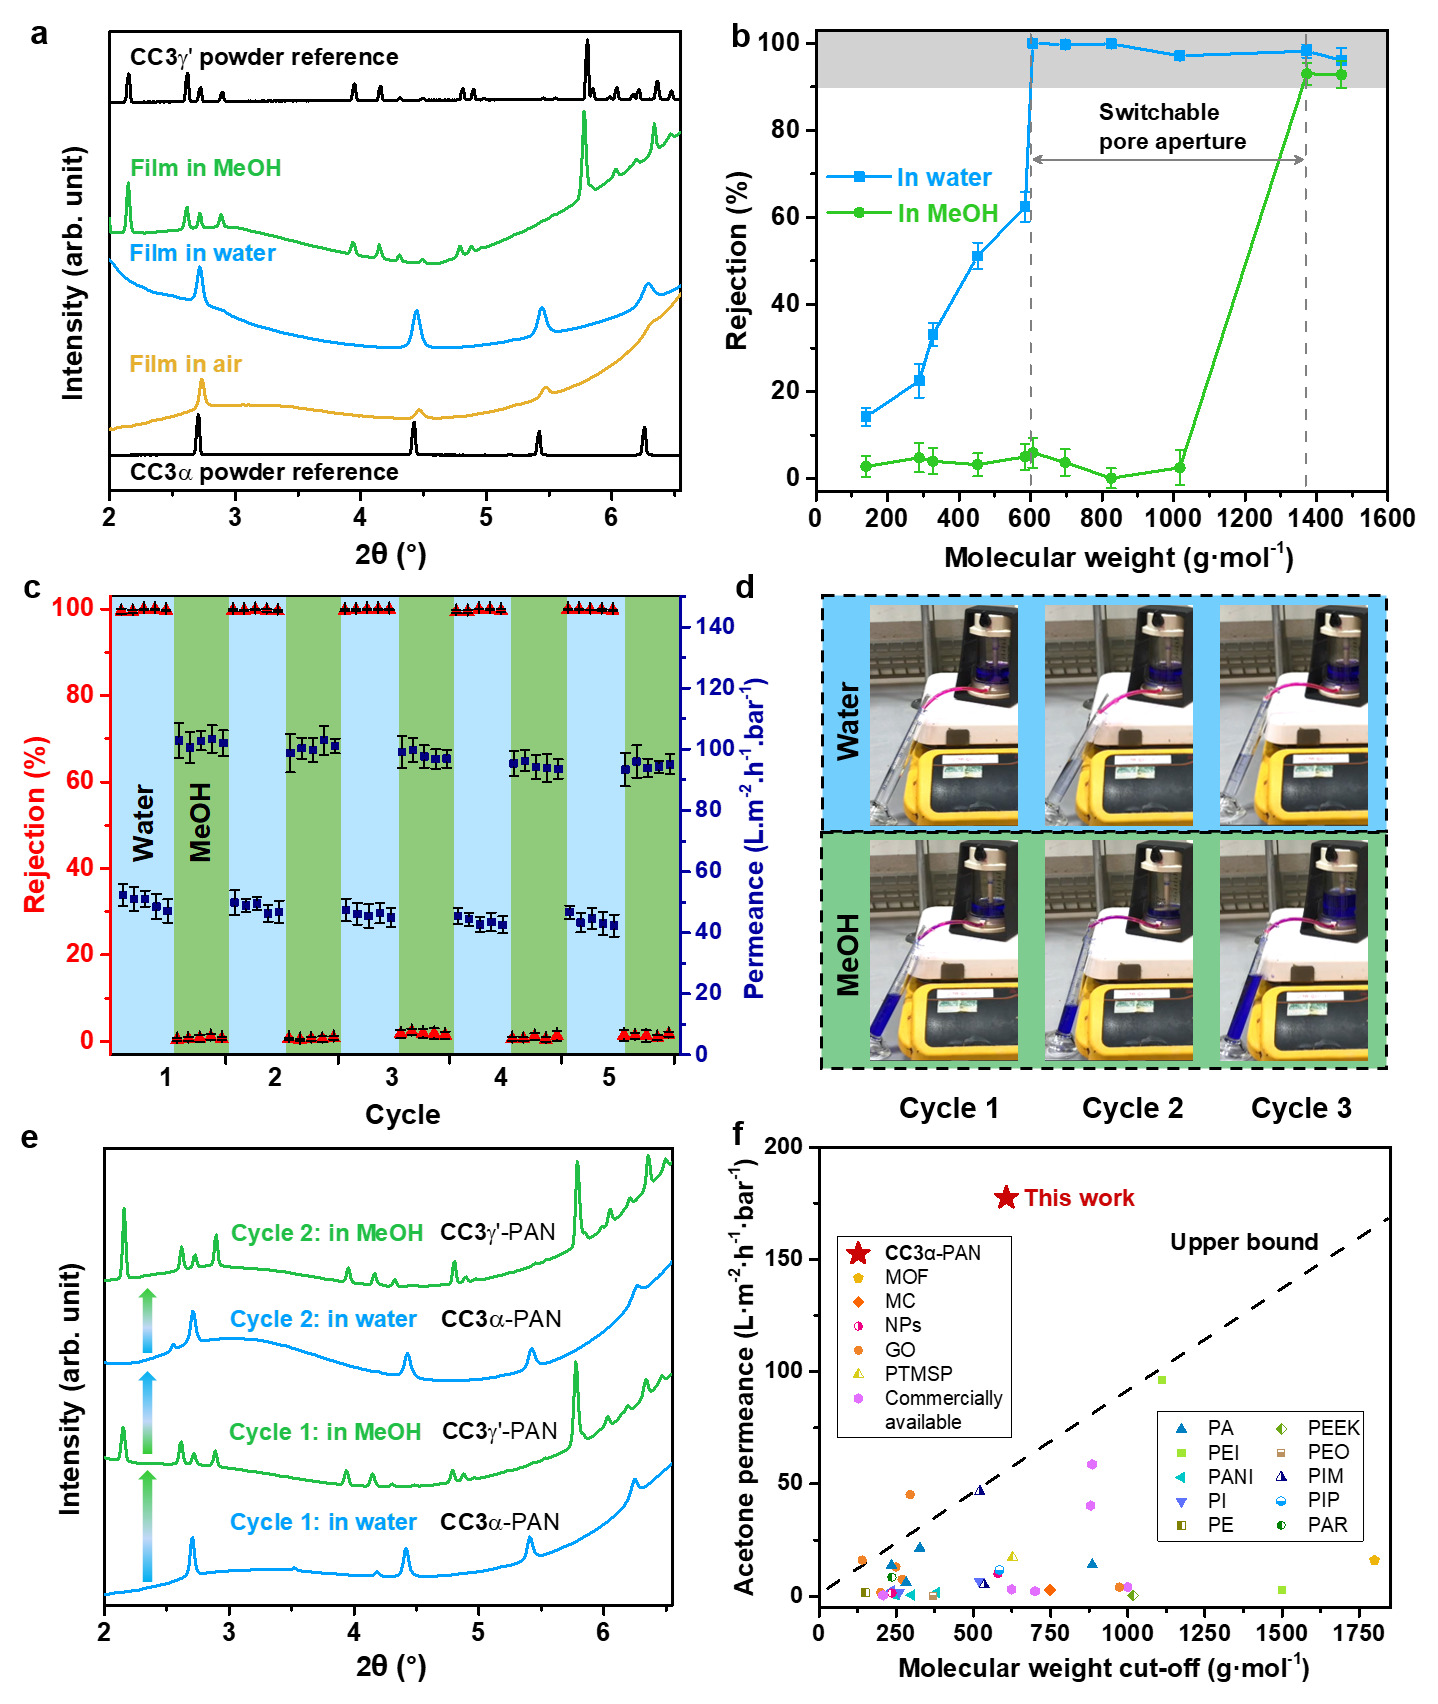 a
CC3γ' powder reference
Film in MeOH
Film in water
Film in air
CC3α powder reference
Intensity (arb. unit)
2 3 4 5 6
2θ (°)
b
100
80
60
40
20
0
Switchable
pore aperture
In water
In MeOH
Rejection (%)
0 200 400 600 800 1000 1200 1400 1600
Molecular weight (g·mol⁻¹)
c
100
80
60
40
20
0
Rejection (%)
Water
MeOH
140
120
100
80
60
40
20
0
Permeance (L.m⁻².h⁻¹.bar⁻¹)
1 2 3 4 5
Cycle
d
Water
MeOH
Cycle 1 Cycle 2 Cycle 3
e
Cycle 2: in MeOH CC3γ'-PAN
Cycle 2: in water CC3α-PAN
Cycle 1: in MeOH CC3γ'-PAN
Cycle 1: in water CC3α-PAN
Intensity (arb. unit)
2 3 4 5 6
2θ (°)
f
200
150
100
50
0
Acetone permeance (L·m⁻²·h⁻¹·bar⁻¹)
This work
Upper bound
CC3α-PAN
MOF
MC
NPs
GO
PTMSP
Commercially
available
PA PEEK
PEI PEO
PANI PIM
PI PIP
PE PAR
0 250 500 750 1000 1250 1500 1750
Molecular weight cut-off (g·mol⁻¹)